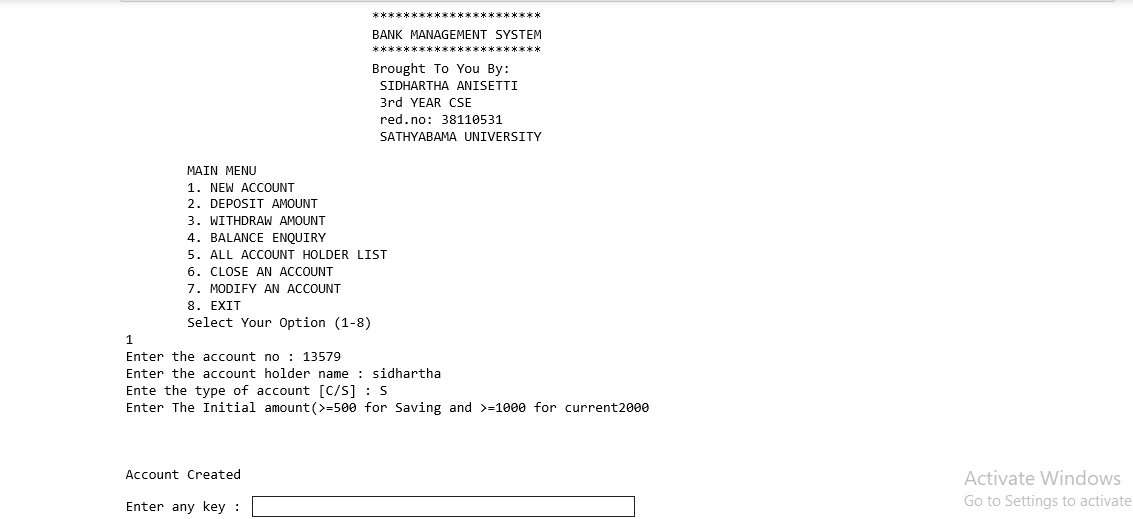 **********************
BANK MANAGEMENT SYSTEM
**********************
Brought To You By:
SIDHARTHA ANISETTI
3rd YEAR CSE
red.no: 38110531
SATHYABAMA UNIVERSITY
MAIN MENU
1. NEW ACCOUNT
2. DEPOSIT AMOUNT
3. WITHDRAW AMOUNT
4. BALANCE ENQUIRY
5. ALL ACCOUNT HOLDER LIST
6. CLOSE AN ACCOUNT
7. MODIFY AN ACCOUNT
8. EXIT
Select Your Option (1-8)
1
Enter the account no : 13579
Enter the account holder name : sidhartha
Ente the type of account [C/S] : S
Enter The Initial amount(>=500 for Saving and >=1000 for current2000
Account Created
Enter any key :
Activate Windows
Go to Settings to activate